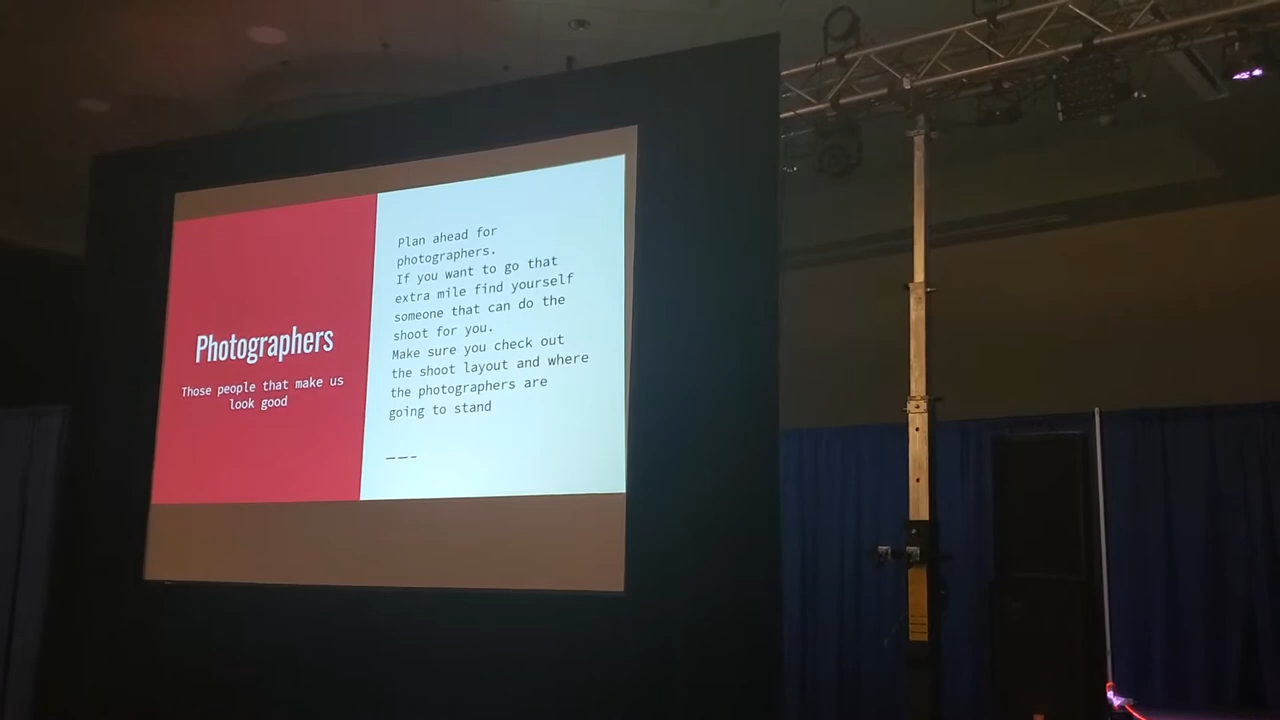 Photographers
Those people that make us
look good
Plan ahead for
photographers.
If you want to go that
extra mile find yourself
someone that can do the
shoot for you.
Make sure you check out
the shoot layout and where
the photographers are
going to stand
___